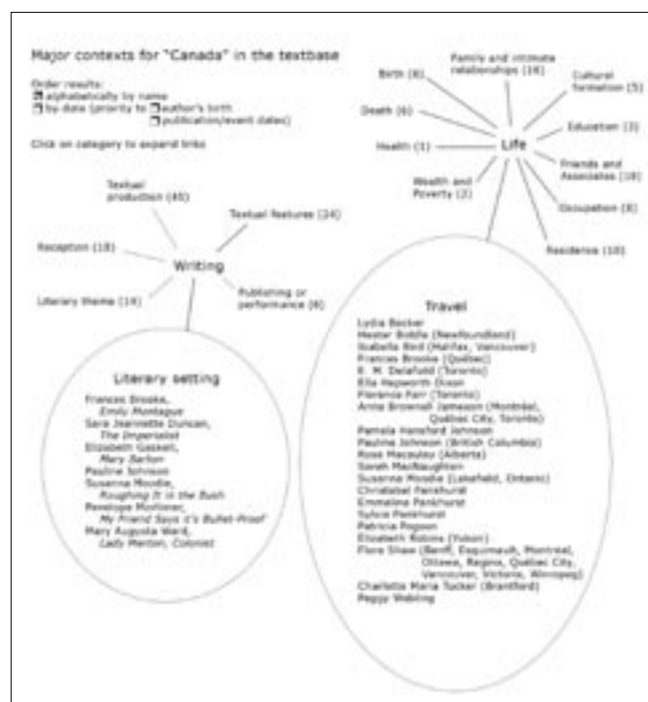 Major contexts for "Canada" in the textbase
Order results:
alphabetically by name
by date (priority to author's birth
publication/event dates)
Click on category to expand links
Textual
production (40)
Textual features (24)
Reception (18)
Writing
Literary theme (14)
Publishing or
performance (6)
Literary setting
Frances Brooke,
Emily Montague
Sara Jeannette Duncan,
The Imperialist
Elizabeth Gaskell,
Mary Barton
Pauline Johnson
Susanna Moodie,
Roughing It in the Bush
Penelope Mortimer,
My Friend Says it's Bullet-Proof
Mary Augusta Ward,
Lady Merton, Colonist
Family and intimate
relationships (16)
Birth (6)
Cultural
formation (5)
Death (6)
Education (3)
Health (1)
Life
Friends and
Associates (18)
Wealth and
Poverty (2)
Occupation (8)
Residence (10)
Travel
Lydia Becker
Hester Biddle (Newfoundland)
Isabella Bird (Halifax, Vancouver)
Frances Brooke (Québec)
E. M. Delafield (Toronto)
Ella Hepworth Dixon
Florence Farr (Toronto)
Anna Brownell Jameson (Montréal,
Québec City, Toronto)
Pamela Hansford Johnson
Pauline Johnson (British Columbia)
Rose Macaulay (Alberta)
Sarah MacNaughton
Susanna Moodie (Lakefield, Ontario)
Christabel Pankhurst
Emmeline Pankhurst
Sylvia Pankhurst
Patricia
Elizabeth Robins (Yukon)
Flora Shaw (Banff, Esquimault, Montréal,
Ottawa, Regina, Québec City,
Vancouver, Victoria, Winnipeg)
Charlotte Maria Tucker (Brantford)
Peggy Webling